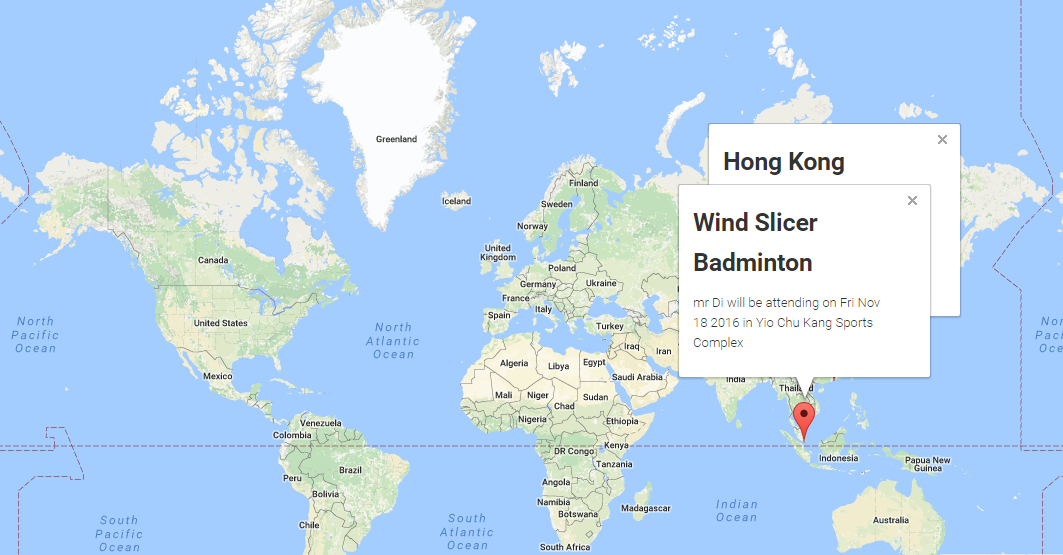 Greenland
Hong Kong
×
Iceland
Finland
Sweden
Norway
Wind Slicer
Badminton
×
United
Kingdom
Canada
Poland
Germany
Ukraine
France
Italy
mr Di will be attending on Fri Nov
18 2016 in Yio Chu Kang Sports
Complex
Spain
Turkey
North
Pacific
Ocean
United States
North
Atlantic
Ocean
Iraq
Iran
Algeria
Libya
Egypt
Saudi Arabia
Mexico
India
Thailand
Mali
Niger
Sudan
Chad
Nigeria
Ethiopia
Venezuela
Colombia
DR Congo
Kenya
Indonesia
Papua New
Guinea
Tanzania
Brazil
Peru
Angola
Bolivia
Namibia
Botswana
Madagascar
Indian
Ocean
South
Pacific
Ocean
Chile
South
Atlantic
Ocean
South Africa
Australia